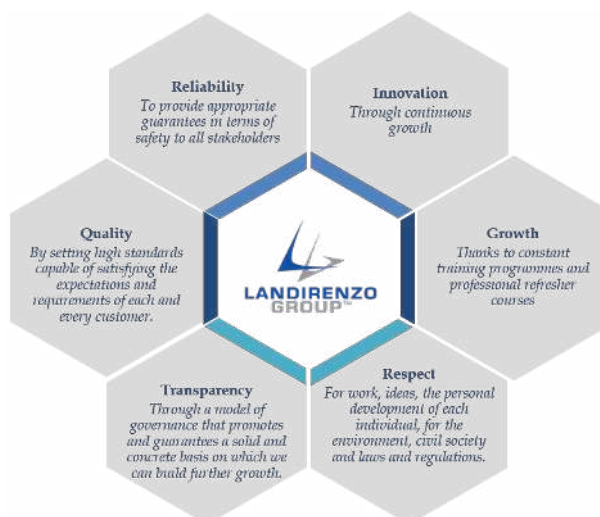 Reliability
To provide appropriate
guarantees in terms of
safety to all stakeholders
Innovation
Through continuous
growth
Quality
By setting high standards
capable of satisfying the
expectations and
requirements of each and
every customer.
LANDIRENZO
GROUP™
Growth
Thanks to constant
training programmes and
professional refresher
courses
Transparency
Through a model of
governance that promotes
and guarantees a solid and
concrete basis on which we
can build further growth.
Respect
For work, ideas, the personal
development of each
individual, for the
environment, civil society
and laws and regulations.